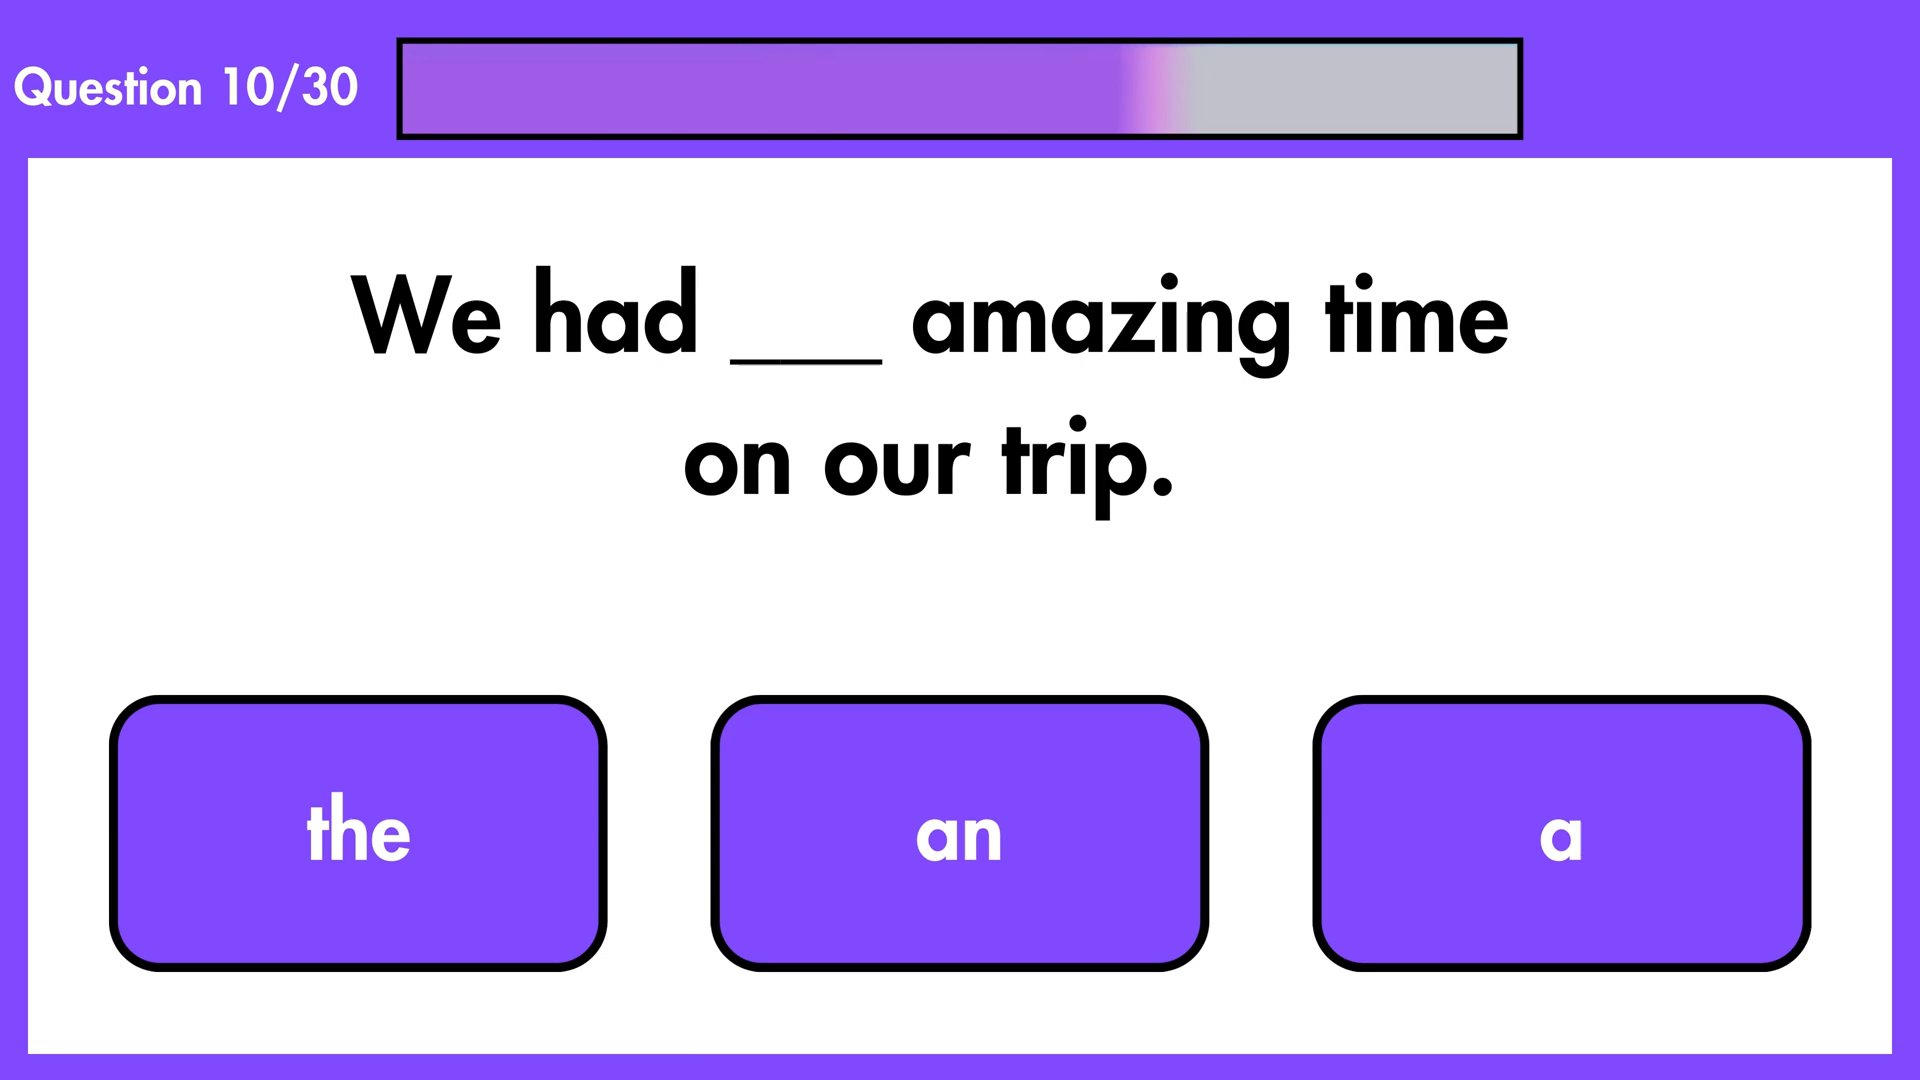 Question 10/30
We had ___ amazing time
on our trip.
the
an
a